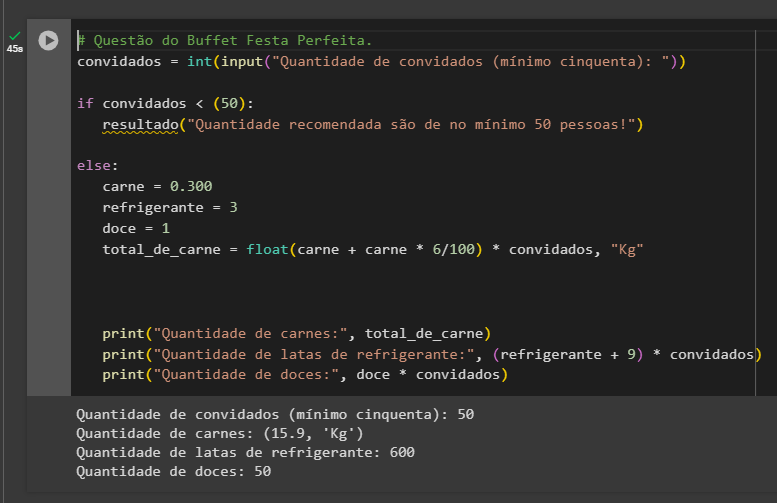 45s
# Questão do Buffet Festa Perfeita.
convidados = int(input("Quantidade de convidados (mínimo cinquenta): "))
if convidados < (50):
resultado("Quantidade recomendada são de no mínimo 50 pessoas!")
else:
carne = 0.300
refrigerante = 3
doce = 1
total_de_carne = float(carne + carne * 6/100) * convidados, "Kg"
print("Quantidade de carnes:", total_de_carne)
print("Quantidade de latas de refrigerante:", (refrigerante + 9) * convidados)
print("Quantidade de doces:", doce * convidados)
Quantidade de convidados (mínimo cinquenta): 50
Quantidade de carnes: (15.9, 'Kg')
Quantidade de latas de refrigerante: 600
Quantidade de doces: 50